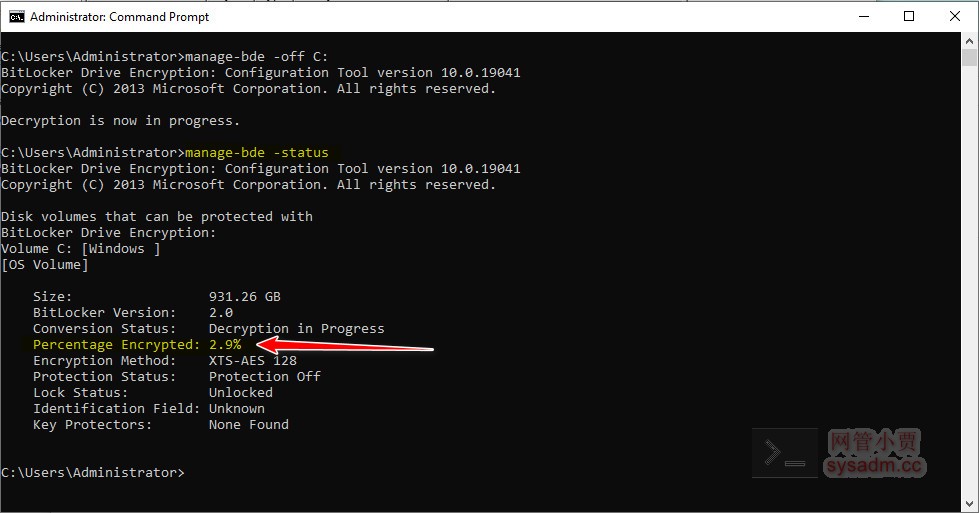 Administrator: Command Prompt
C:\Users\Administrator>manage-bde -off C:
BitLocker Drive Encryption: Configuration Tool version 10.0.19041
Copyright (C) 2013 Microsoft Corporation. All rights reserved.
Decryption is now in progress.
C:\Users\Administrator>manage-bde -status
BitLocker Drive Encryption: Configuration Tool version 10.0.19041
Copyright (C) 2013 Microsoft Corporation. All rights reserved.
Disk volumes that can be protected with
BitLocker Drive Encryption:
Volume C: [Windows ]
[OS Volume]
Size: 931.26 GB
BitLocker Version: 2.0
Conversion Status: Decryption in Progress
Percentage Encrypted: 2.9%
Encryption Method: XTS-AES 128
Protection Status: Protection Off
Lock Status: Unlocked
Identification Field: Unknown
Key Protectors: None Found
C:\Users\Administrator>
网管小贾
sysadm.cc